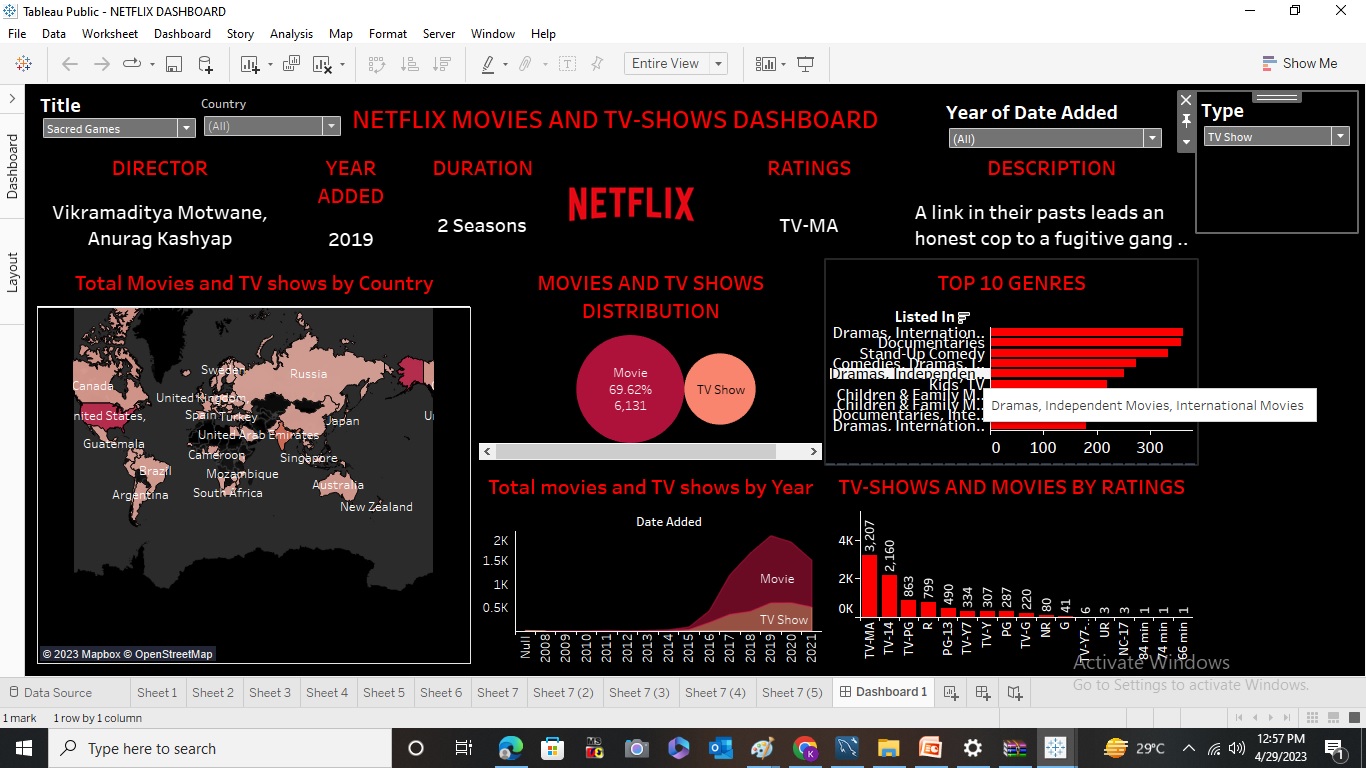 Tableau Public - NETFLIX DASHBOARD
File Data Worksheet Dashboard Story Analysis Map Format Server Window Help
Entire View
Show Me
Dashboard
Layout
Title
Sacred Games
Country
(All)
NETFLIX MOVIES AND TV-SHOWS DASHBOARD
Year of Date Added
(All)
Type
TV Show
DIRECTOR
Vikramaditya Motwane,
Anurag Kashyap
YEAR
ADDED
2019
DURATION
2 Seasons
NETFLIX
RATINGS
TV-MA
DESCRIPTION
A link in their pasts leads an
honest cop to a fugitive gang ..
Total Movies and TV shows by Country
Canada
Sweden
Russia
United Kingdom
nited States,
Spain
Turkey
Japan
U
Guatemala
United Arab Emirates
Cameroon
Singapore
Brazil
Mozambique
Argentina
South Africa
Australia
New Zealand
© 2023 Mapbox © OpenStreetMap
MOVIES AND TV SHOWS
DISTRIBUTION
Movie
69.62%
6,131
TV Show
TOP 10 GENRES
Listed In
Dramas, Internation..
Documentaries
Stand-Up Comedy
Comedies, Dramas, I..
Dramas, Independen..
Kids' TV
Children & Family M..
Children & Family M..
Documentaries, Inte..
Dramas, Internation..
Dramas, Independent Movies, International Movies
0 100 200 300
Total movies and TV shows by Year
Date Added
2K
1.5K
1K
0.5K
Movie
TV Show
Null 2008 2009 2010 2011 2012 2013 2014 2015 2016 2017 2018 2019 2020 2021
TV-SHOWS AND MOVIES BY RATINGS
4K
2K
0K
3,207 2,160 863 799 490 334 307 287 220 80 41 6 3 3 1 1 1
TV-MA TV-14 TV-PG R PG-13 TV-Y7 TV-Y PG TV-G NR G TV-Y7-.. UR NC-17 84 min 74 min 66 min
Activate Windows
Go to Settings to activate Windows.
Data Source Sheet 1 Sheet 2 Sheet 3 Sheet 4 Sheet 5 Sheet 6 Sheet 7 Sheet 7 (2) Sheet 7 (3) Sheet 7 (4) Sheet 7 (5) Dashboard 1
1 mark 1 row by 1 column
Type here to search
29°C
12:57 PM
4/29/2023
1